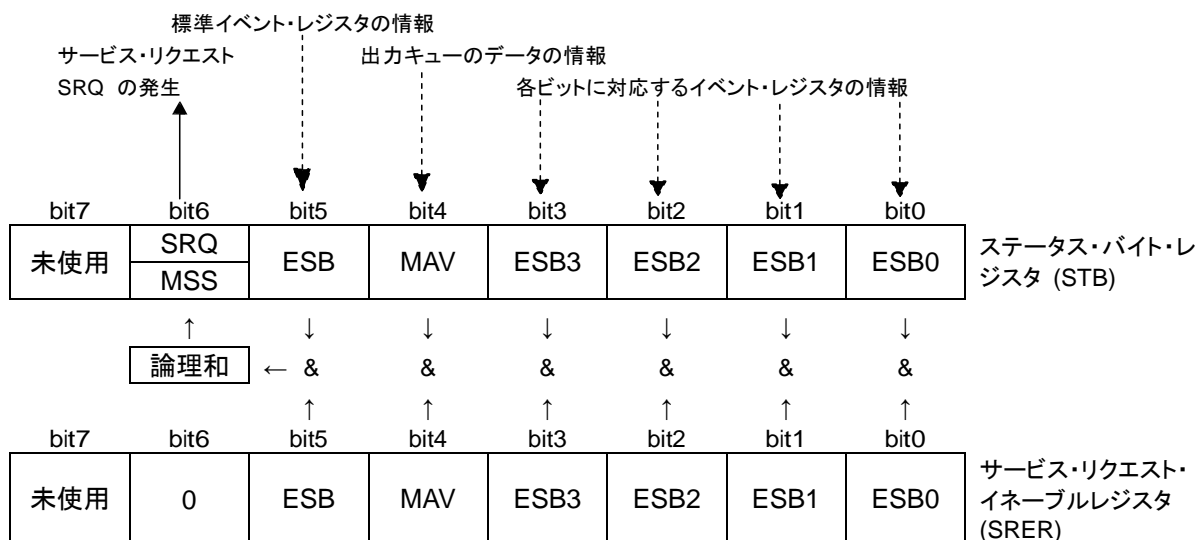 標準イベント・レジスタの情報
サービス・リクエスト
SRQ の発生
出力キューのデータの情報
各ビットに対応するイベント・レジスタの情報
bit7 bit6 bit5 bit4 bit3 bit2 bit1 bit0
未使用 SRQ MSS ESB MAV ESB3 ESB2 ESB1 ESB0
ステータス・バイト・レ
ジスタ (STB)
↑ ↓ ↓ ↓ ↓ ↓ ↓
論理和 ← & & & & & &
↑ ↑ ↑ ↑ ↑ ↑
bit7 bit6 bit5 bit4 bit3 bit2 bit1 bit0
未使用 0 ESB MAV ESB3 ESB2 ESB1 ESB0
サービス・リクエスト・
イネーブルレジスタ
(SRER)